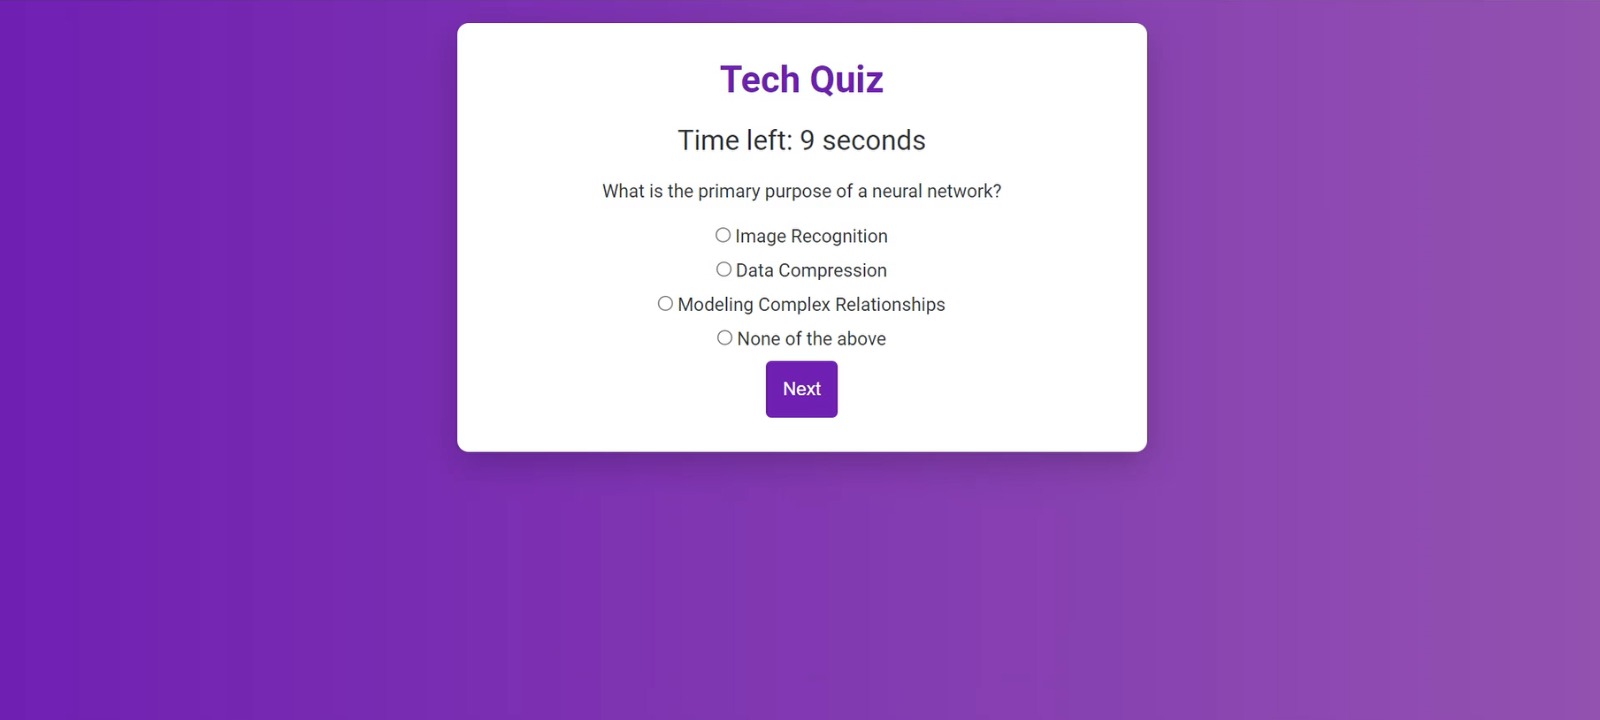 Tech Quiz
Time left: 9 seconds
What is the primary purpose of a neural network?
Image Recognition
Data Compression
Modeling Complex Relationships
None of the above
Next